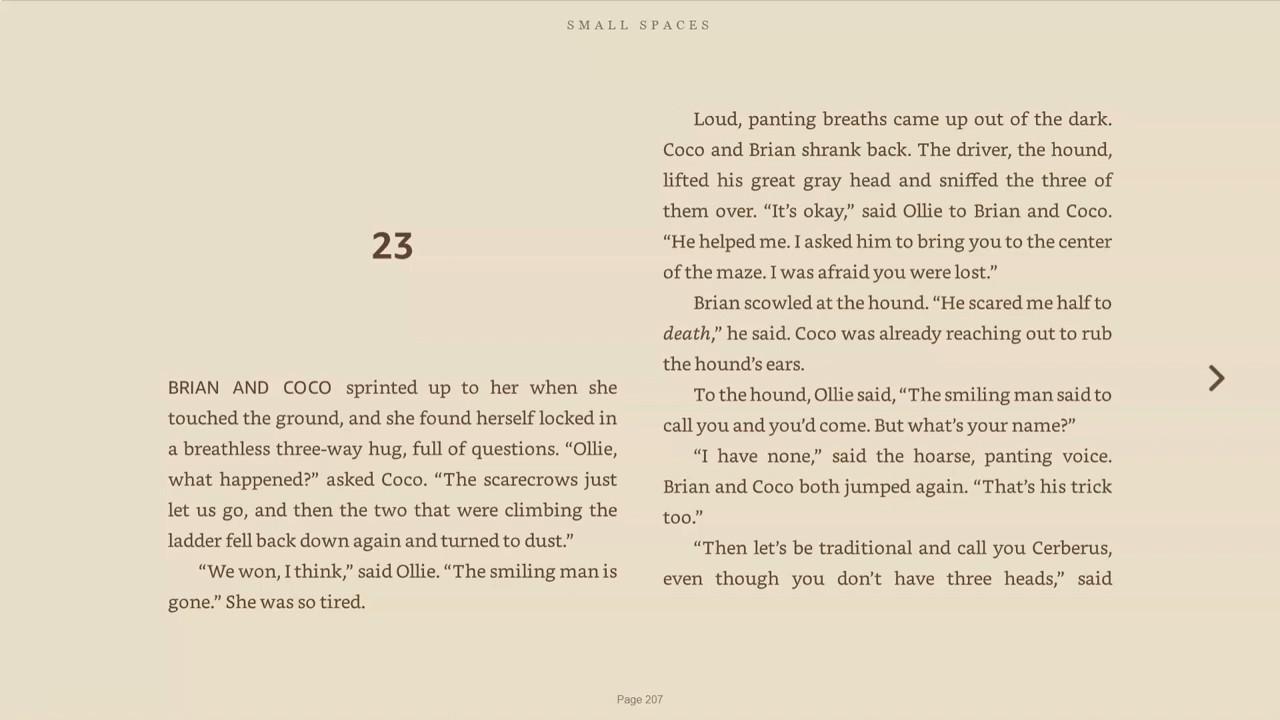 SMALL SPACES
23
BRIAN AND COCO sprinted up to her when she
touched the ground, and she found herself locked in
a breathless three-way hug, full of questions. “Ollie,
what happened?” asked Coco. “The scarecrows just
let us go, and then the two that were climbing the
ladder fell back down again and turned to dust.”
“We won, I think,” said Ollie. “The smiling man is
gone.” She was so tired.
Loud, panting breaths came up out of the dark.
Coco and Brian shrank back. The driver, the hound,
lifted his great gray head and sniffed the three of
them over. “It’s okay,” said Ollie to Brian and Coco.
“He helped me. I asked him to bring you to the center
of the maze. I was afraid you were lost.”
Brian scowled at the hound. “He scared me half to
death,” he said. Coco was already reaching out to rub
the hound’s ears.
To the hound, Ollie said, “The smiling man said to
call you and you’d come. But what’s your name?”
“I have none,” said the hoarse, panting voice.
Brian and Coco both jumped again. “That’s his trick
too.”
“Then let’s be traditional and call you Cerberus,
even though you don’t have three heads,” said
Page 207